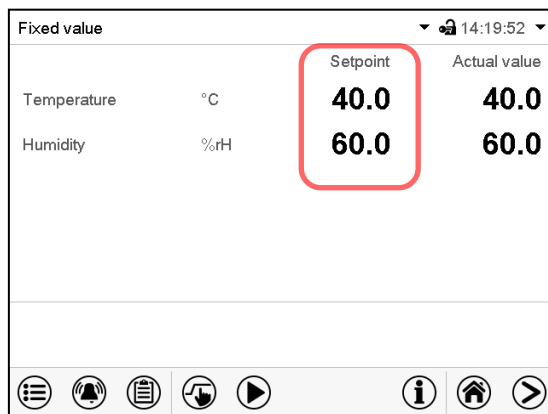 Fixed value 14:19:52
Setpoint Actual value
Temperature °C 40.0 40.0
Humidity %rH 60.0 60.0